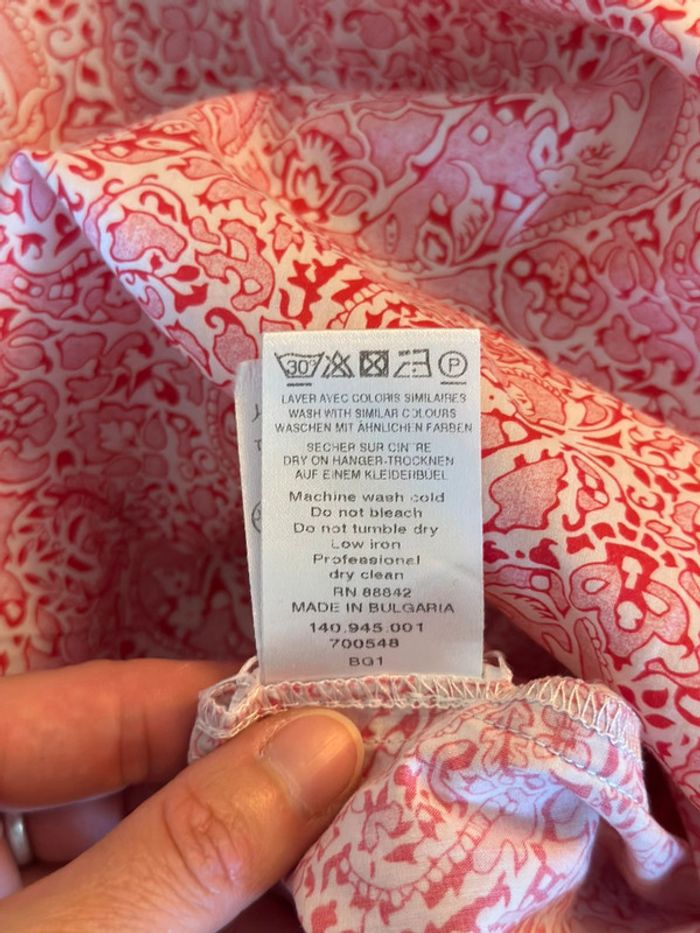 30°
P
LAVER AVEC COLORIS SIMILAIRES
WASH WITH SIMILAR COLOURS
WASCHEN MIT ÄHNLICHEN FARBEN
SECHER SUR CINTRE
DRY ON HANGER-TROCKNEN
AUF EINEM KLEIDERBÜEL
Machine wash cold
Do not bleach
Do not tumble dry
Low iron
Professional
dry clean
RN 88842
MADE IN BULGARIA
140.945.001
700548
BG1